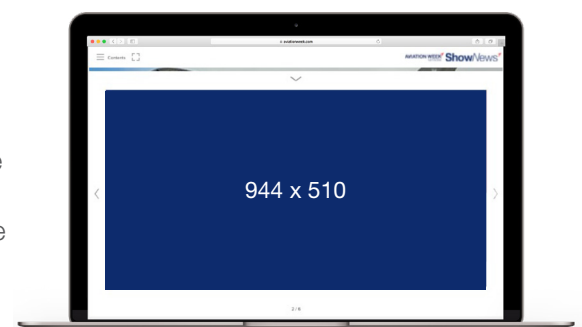 aviationweek.com
Contents
AVIATION WEEK ShowNews
944 x 510
e
e
2 / 6